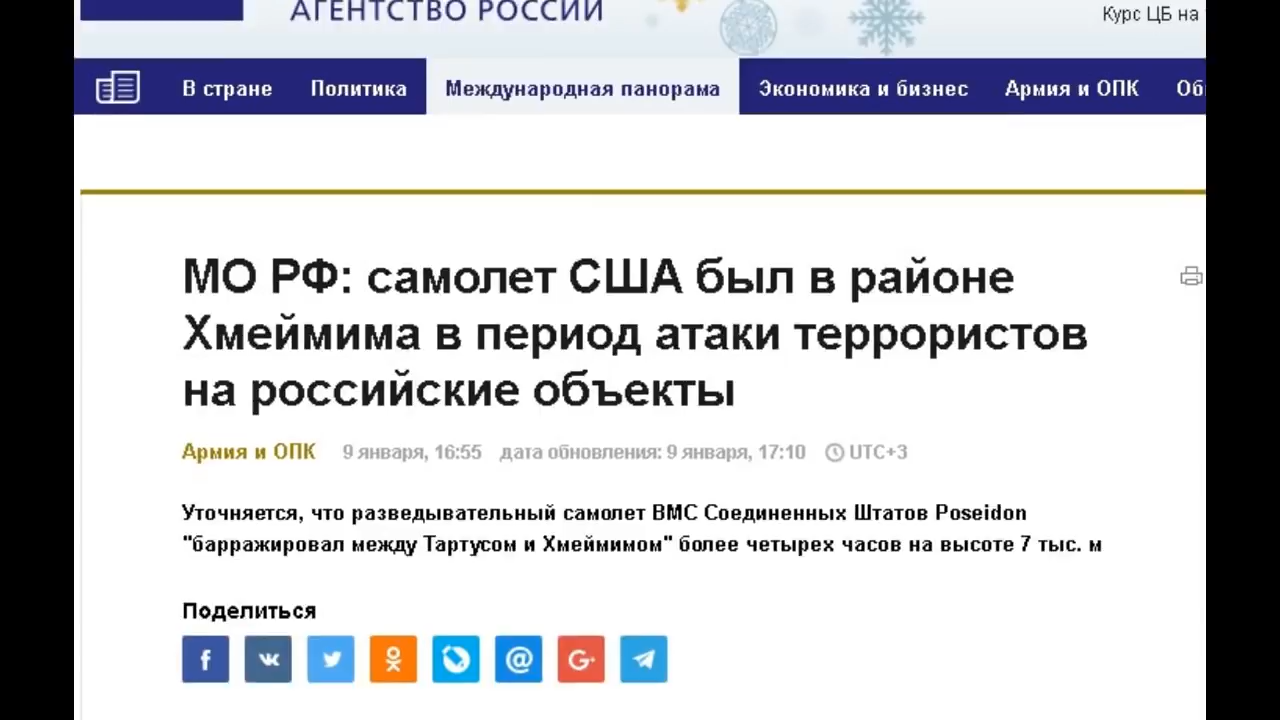 АГЕНТСТВО РОССИИ
Курс ЦБ на
В стране Политика Международная панорама Экономика и бизнес Армия и ОПК
МО РФ: самолет США был в районе
Хмеймима в период атаки террористов
на российские объекты
Армия и ОПК 9 января, 16:55 дата обновления: 9 января, 17:10 UTC+3
Уточняется, что разведывательный самолет ВМС Соединенных Штатов Poseidon
"барражировал между Тартусом и Хмеймимом" более четырех часов на высоте 7 тыс. м
Поделиться